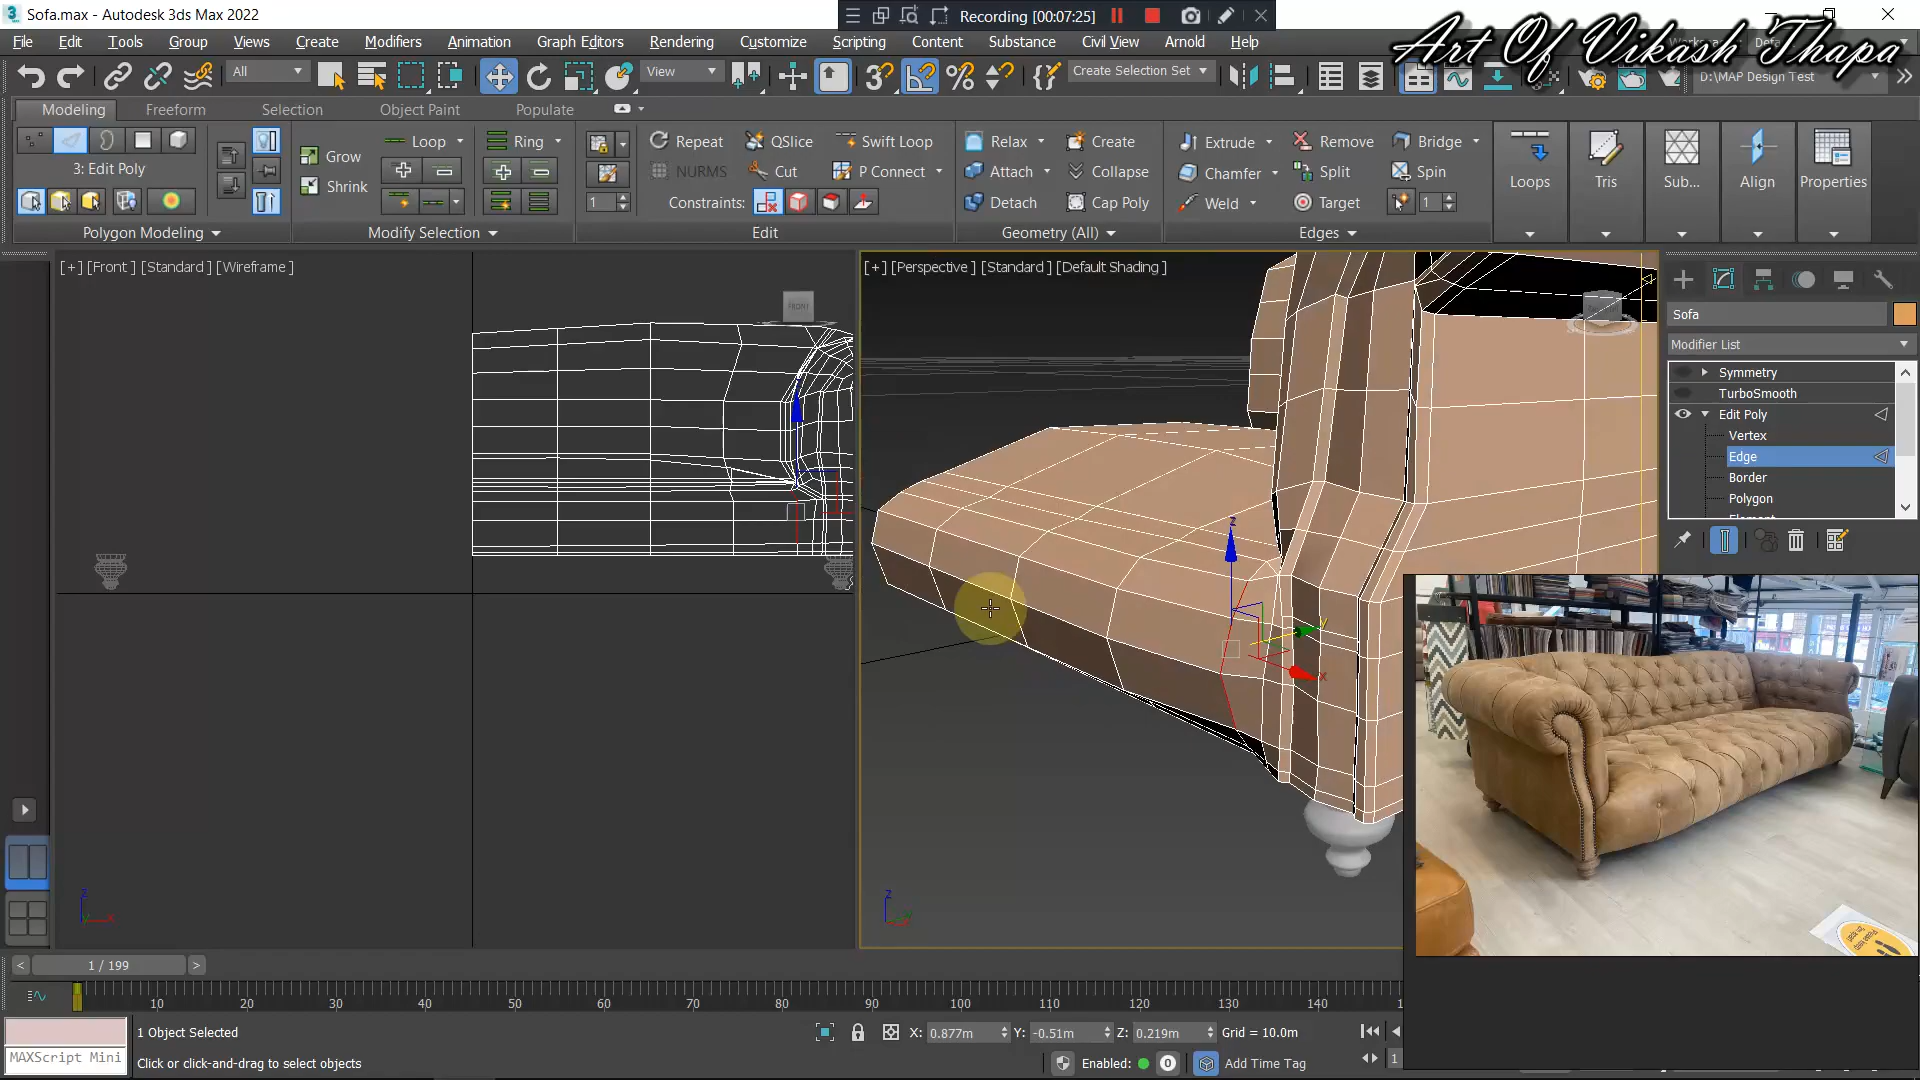 Sofa.max - Autodesk 3ds Max 2022
Recording [00:07:25]
Art Of Vikash Thapa
File Edit Tools Group Views Create Modifiers Animation Graph Editors Rendering Customize Scripting Content Substance Civil View Arnold Help
All
View
Create Selection Set
D:\MAP Design Test
Modeling Freeform Selection Object Paint Populate
Loop Ring Repeat QSlice Swift Loop Relax Create Extrude Remove Bridge
Grow
3: Edit Poly
NURMS Cut P Connect Attach Collapse Chamfer Split Spin
Shrink
Loops Tris Sub... Align Properties
1 Constraints: Detach Cap Poly Weld Target 1
Polygon Modeling Modify Selection Edit Geometry (All) Edges
[+] [Front ] [Standard ] [Wireframe ]
[+] [Perspective ] [Standard ] [Default Shading ]
FRONT
Sofa
Modifier List
Symmetry
TurboSmooth
Edit Poly
Vertex
Edge
Border
Polygon
z
y
x
z
x
z
1 / 199
10 20 30 40 50 60 70 80 90 100 110 120 130 140
1 Object Selected
X: 0.877m Y: -0.51m Z: 0.219m Grid = 10.0m
MAXScript Mini
Click or click-and-drag to select objects
Enabled: 0 Add Time Tag
1